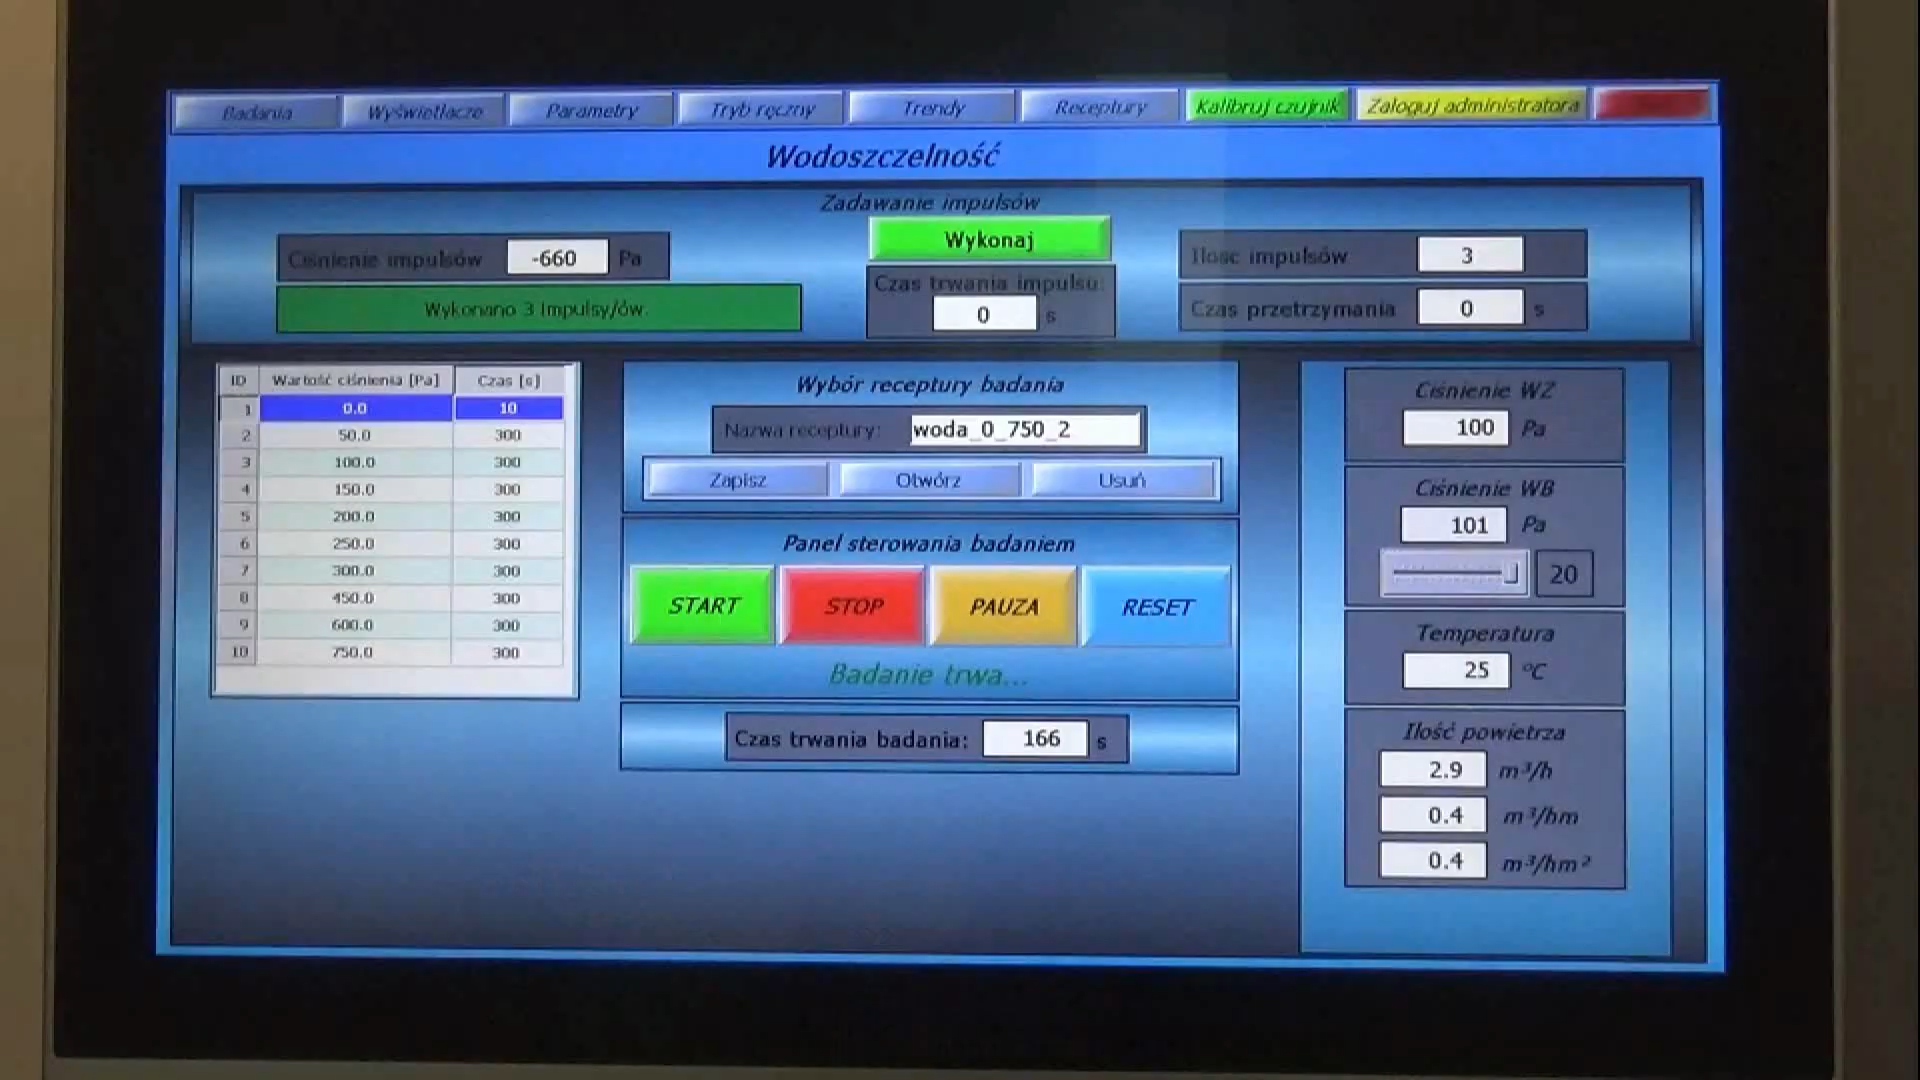 Badania Wyświetlacze Parametry Tryb ręczny Trendy Receptury Kalibruj czujnik Zaloguj administratora
Wodoszczelność
Zadawanie impulsów
Ciśnienie impulsów -660 Pa
Wykonano 3 Impulsy/ów.
Wykonaj
Czas trwania impulsu:
0 s
Ilość impulsów 3
Czas przetrzymania 0 s
ID Wartość ciśnienia [Pa] Czas [s]
1 0.0 10
2 50.0 300
3 100.0 300
4 150.0 300
5 200.0 300
6 250.0 300
7 300.0 300
8 450.0 300
9 600.0 300
10 750.0 300
Wybór receptury badania
Nazwa receptury: woda_0_750_2
Zapisz Otwórz Usuń
Panel sterowania badaniem
START STOP PAUZA RESET
Badanie trwa...
Czas trwania badania: 166 s
Ciśnienie WZ
100 Pa
Ciśnienie WB
101 Pa
20
Temperatura
25 °C
Ilość powietrza
2.9 m³/h
0.4 m³/hm
0.4 m³/hm²